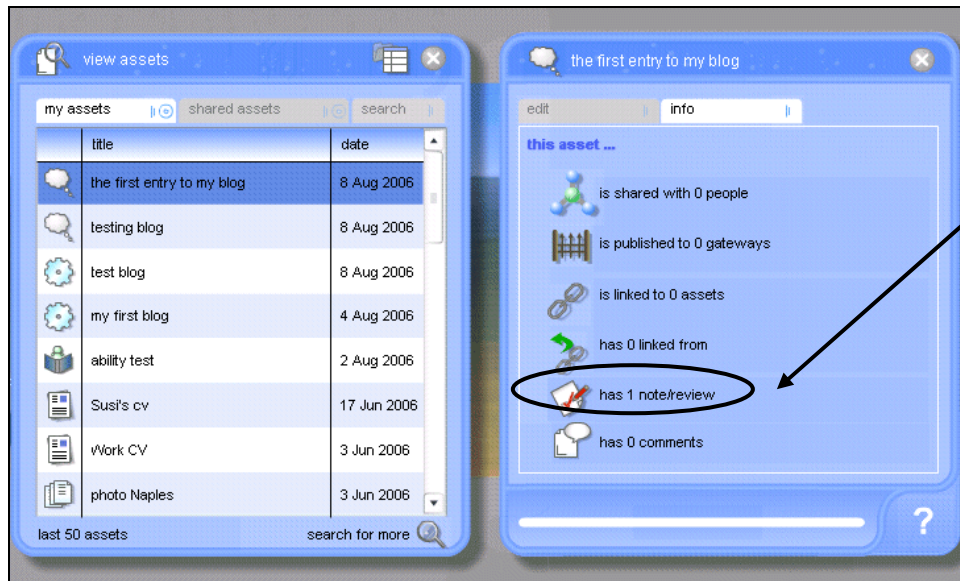 view assets
my assets shared assets search
title date
the first entry to my blog 8 Aug 2006
testing blog 8 Aug 2006
test blog 8 Aug 2006
my first blog 4 Aug 2006
ability test 2 Aug 2006
Susi's cv 17 Jun 2006
Work CV 3 Jun 2006
photo Naples 3 Jun 2006
last 50 assets search for more
the first entry to my blog
edit info
this asset ...
is shared with 0 people
is published to 0 gateways
is linked to 0 assets
has 0 linked from
has 1 note/review
has 0 comments
?